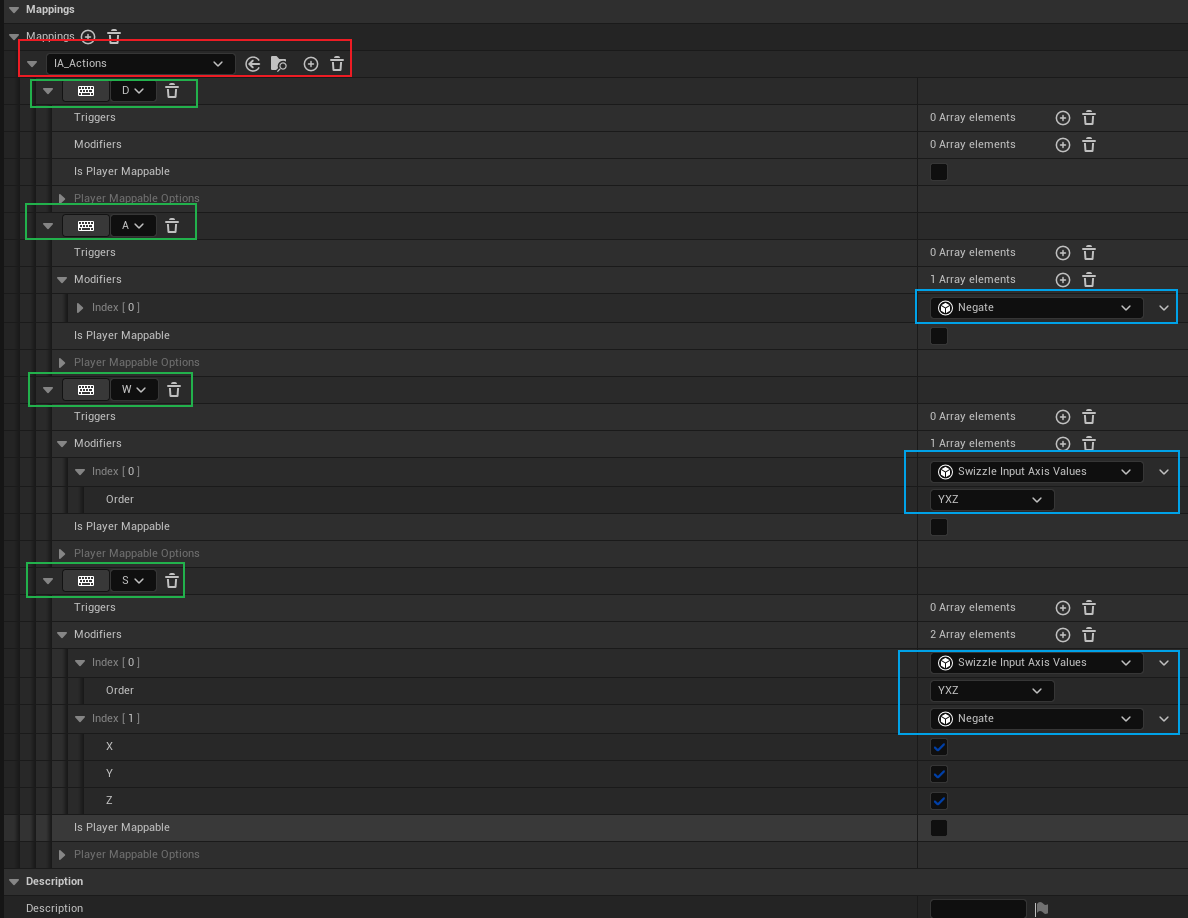 Mappings
Mappings
IA_Actions
D
Triggers 0 Array elements
Modifiers 0 Array elements
Is Player Mappable
Player Mappable Options
A
Triggers 0 Array elements
Modifiers 1 Array elements
Index [ 0 ] Negate
Is Player Mappable
Player Mappable Options
W
Triggers 0 Array elements
Modifiers 1 Array elements
Index [ 0 ] Swizzle Input Axis Values
Order YXZ
Is Player Mappable
Player Mappable Options
S
Triggers 0 Array elements
Modifiers 2 Array elements
Index [ 0 ] Swizzle Input Axis Values
Order YXZ
Index [ 1 ] Negate
X
Y
Z
Is Player Mappable
Player Mappable Options
Description
Description